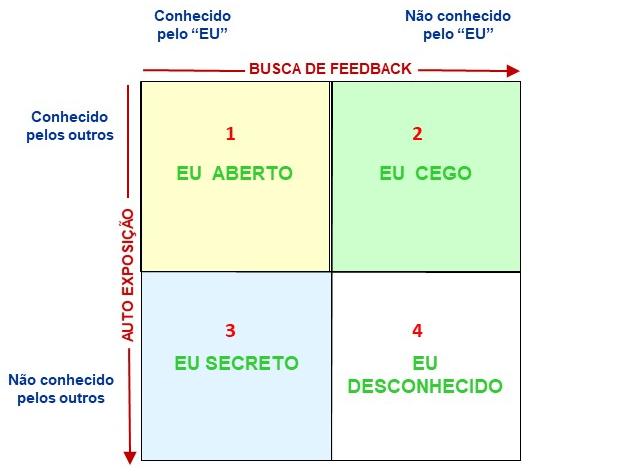 Conhecido
pelo “EU”
Não conhecido
pelo “EU”
BUSCA DE FEEDBACK
Conhecido
pelos outros
AUTO EXPOSIÇÃO
Não conhecido
pelos outros
1
EU ABERTO
2
EU CEGO
3
EU SECRETO
4
EU
DESCONHECIDO